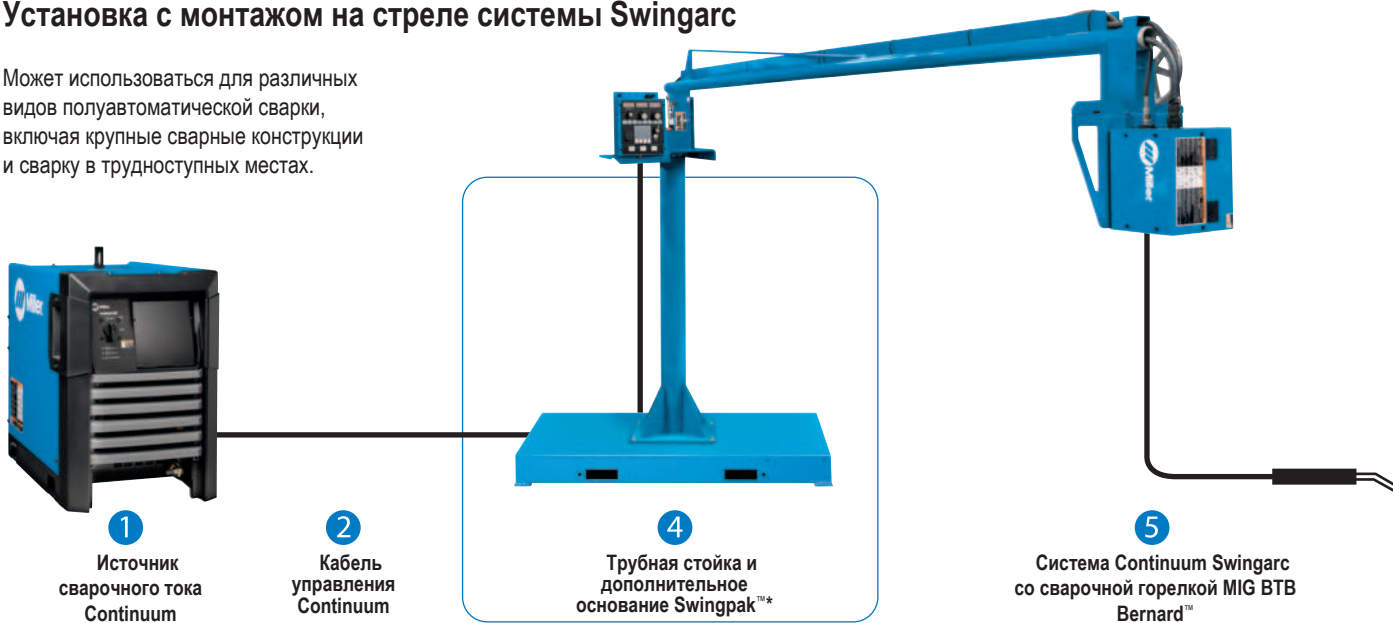 Установка с монтажом на стреле системы Swingarc
Может использоваться для различных
видов полуавтоматической сварки,
включая крупные сварные конструкции
и сварку в трудноступных местах.
Miller
Miller
1
Источник
сварочного тока
Continuum
2
Кабель
управления
Continuum
4
Трубная стойка и
дополнительное
основание Swingpak™*
5
Система Continuum Swingarc
со сварочной горелкой MIG BTB
Bernard™